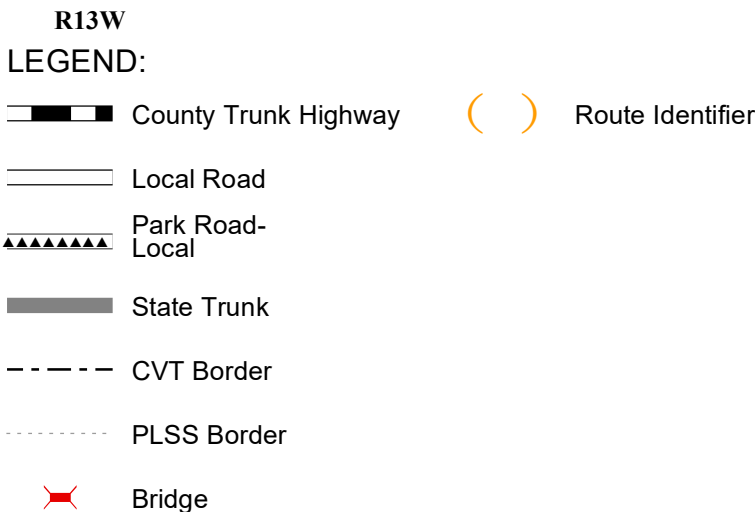 R13W
LEGEND:
County Trunk Highway
( ) Route Identifier
Local Road
Park Road-
Local
State Trunk
CVT Border
PLSS Border
Bridge